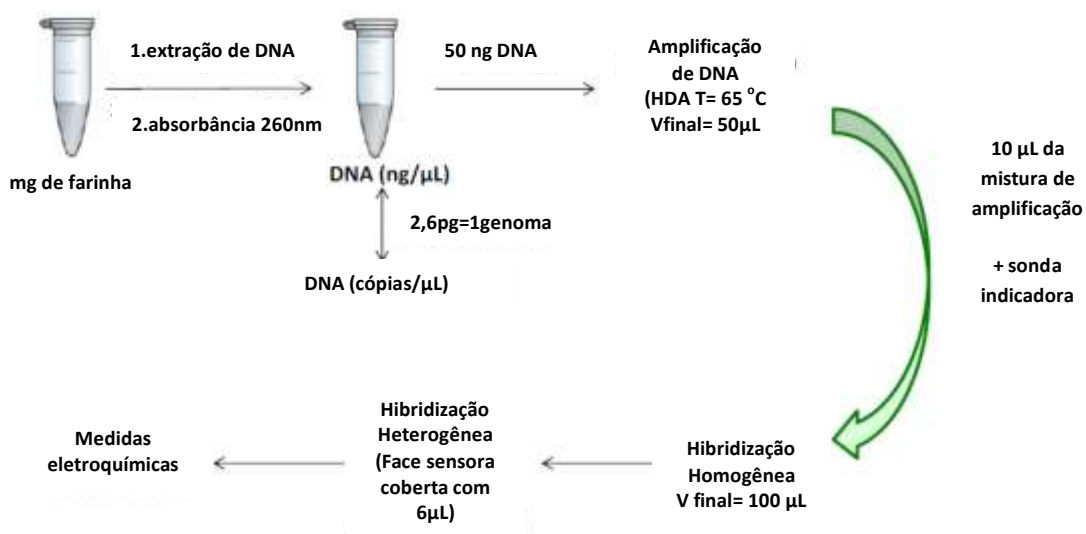 1.extração de DNA
2.absorbância 260nm
mg de farinha
50 ng DNA
DNA (ng/µL)
2,6pg=1genoma
DNA (cópias/µL)
Amplificação
de DNA
(HDA T= 65 °C
Vfinal= 50µL
10 µL da
mistura de
amplificação
+ sonda
indicadora
Hibridização
Homogênea
V final= 100 µL
Hibridização
Heterogênea
(Face sensora
coberta com
6µL)
Medidas
eletroquímicas